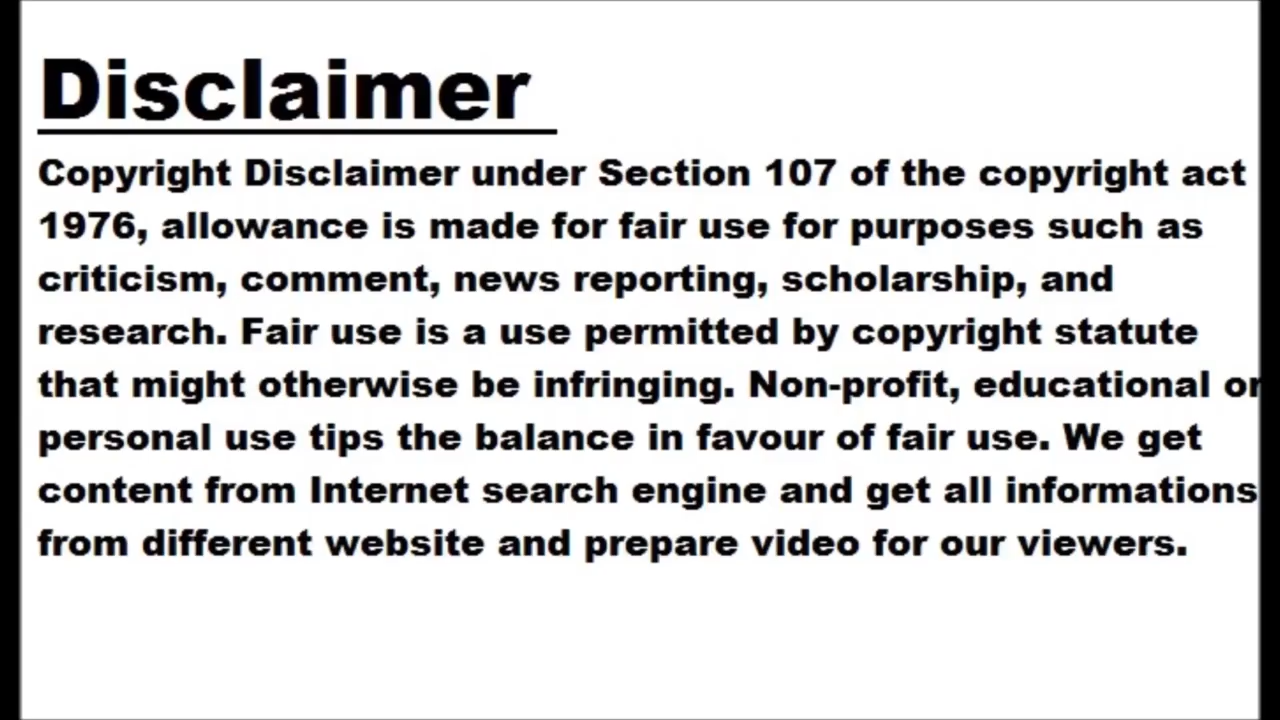 Disclaimer
Copyright Disclaimer under Section 107 of the copyright act
1976, allowance is made for fair use for purposes such as
criticism, comment, news reporting, scholarship, and
research. Fair use is a use permitted by copyright statute
that might otherwise be infringing. Non-profit, educational or
personal use tips the balance in favour of fair use. We get
content from Internet search engine and get all informations
from different website and prepare video for our viewers.